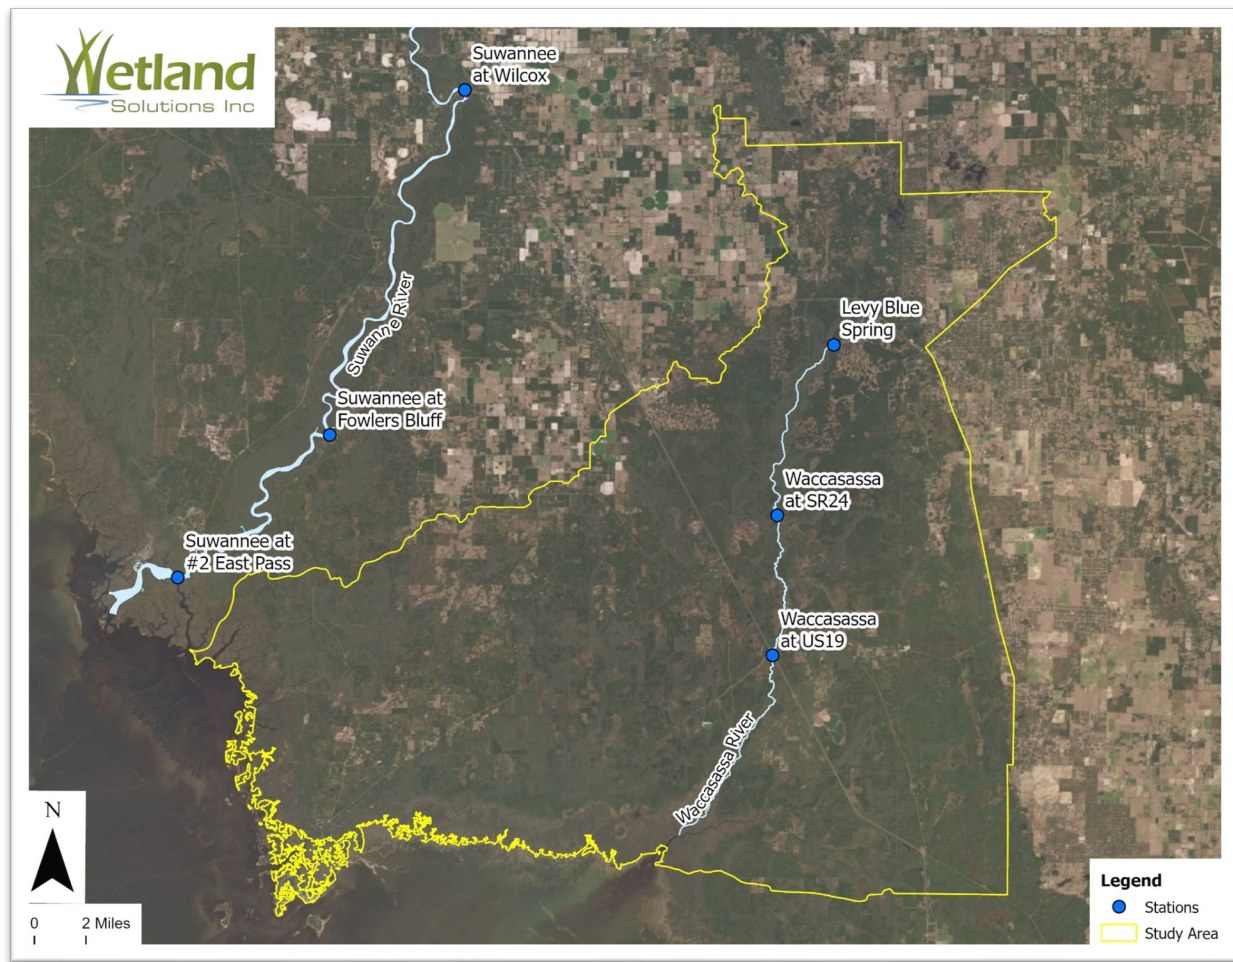 Wetland
Solutions Inc
Suwannee
at Wilcox
Suwanne River
Levy Blue
Spring
Suwannee at
Fowlers Bluff
Waccasassa
at SR24
Suwannee at
#2 East Pass
Waccasassa
at US19
Waccasassa River
N
0 2 Miles
Legend
Stations
Study Area